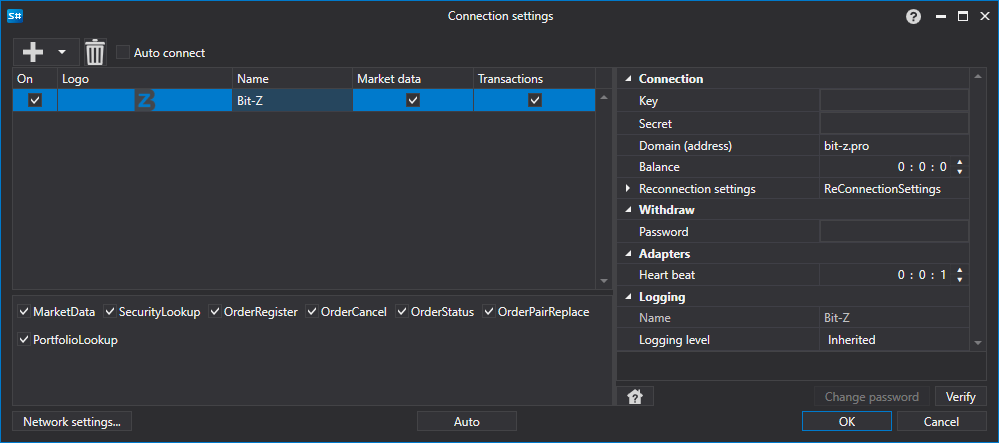 S#
Connection settings
?
Auto connect
On Logo Name Market data Transactions
Bit-Z
MarketData SecurityLookup OrderRegister OrderCancel OrderStatus OrderPairReplace
PortfolioLookup
Connection
Key
Secret
Domain (address) bit-z.pro
Balance 0 : 0 : 0
Reconnection settings ReConnectionSettings
Withdraw
Password
Adapters
Heart beat 0 : 0 : 1
Logging
Name Bit-Z
Logging level Inherited
?
Change password Verify
Network settings... Auto OK Cancel